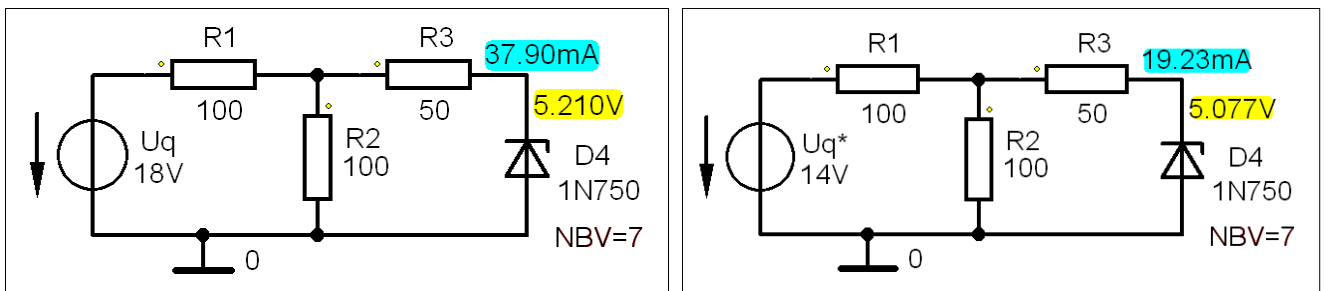 R1
R3
37.90mA
100
50
5.210V
Uq
18V
R2
100
D4
1N750
NBV=7
0
R1
R3
19.23mA
100
50
5.077V
Uq*
14V
R2
100
D4
1N750
NBV=7
0